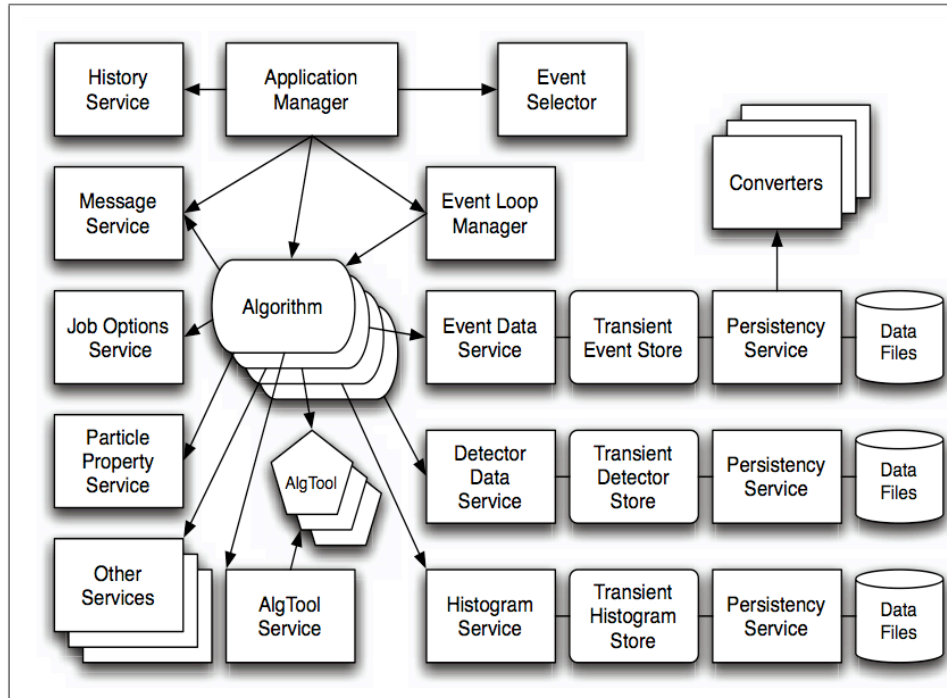 History
Service
Application
Manager
Event
Selector
Message
Service
Event Loop
Manager
Converters
Algorithm
Job Options
Service
Event Data
Service
Transient
Event Store
Persistency
Service
Data
Files
Particle
Property
Service
AlgTool
Detector
Data
Service
Transient
Detector
Store
Persistency
Service
Data
Files
Other
Services
AlgTool
Service
Histogram
Service
Transient
Histogram
Store
Persistency
Service
Data
Files